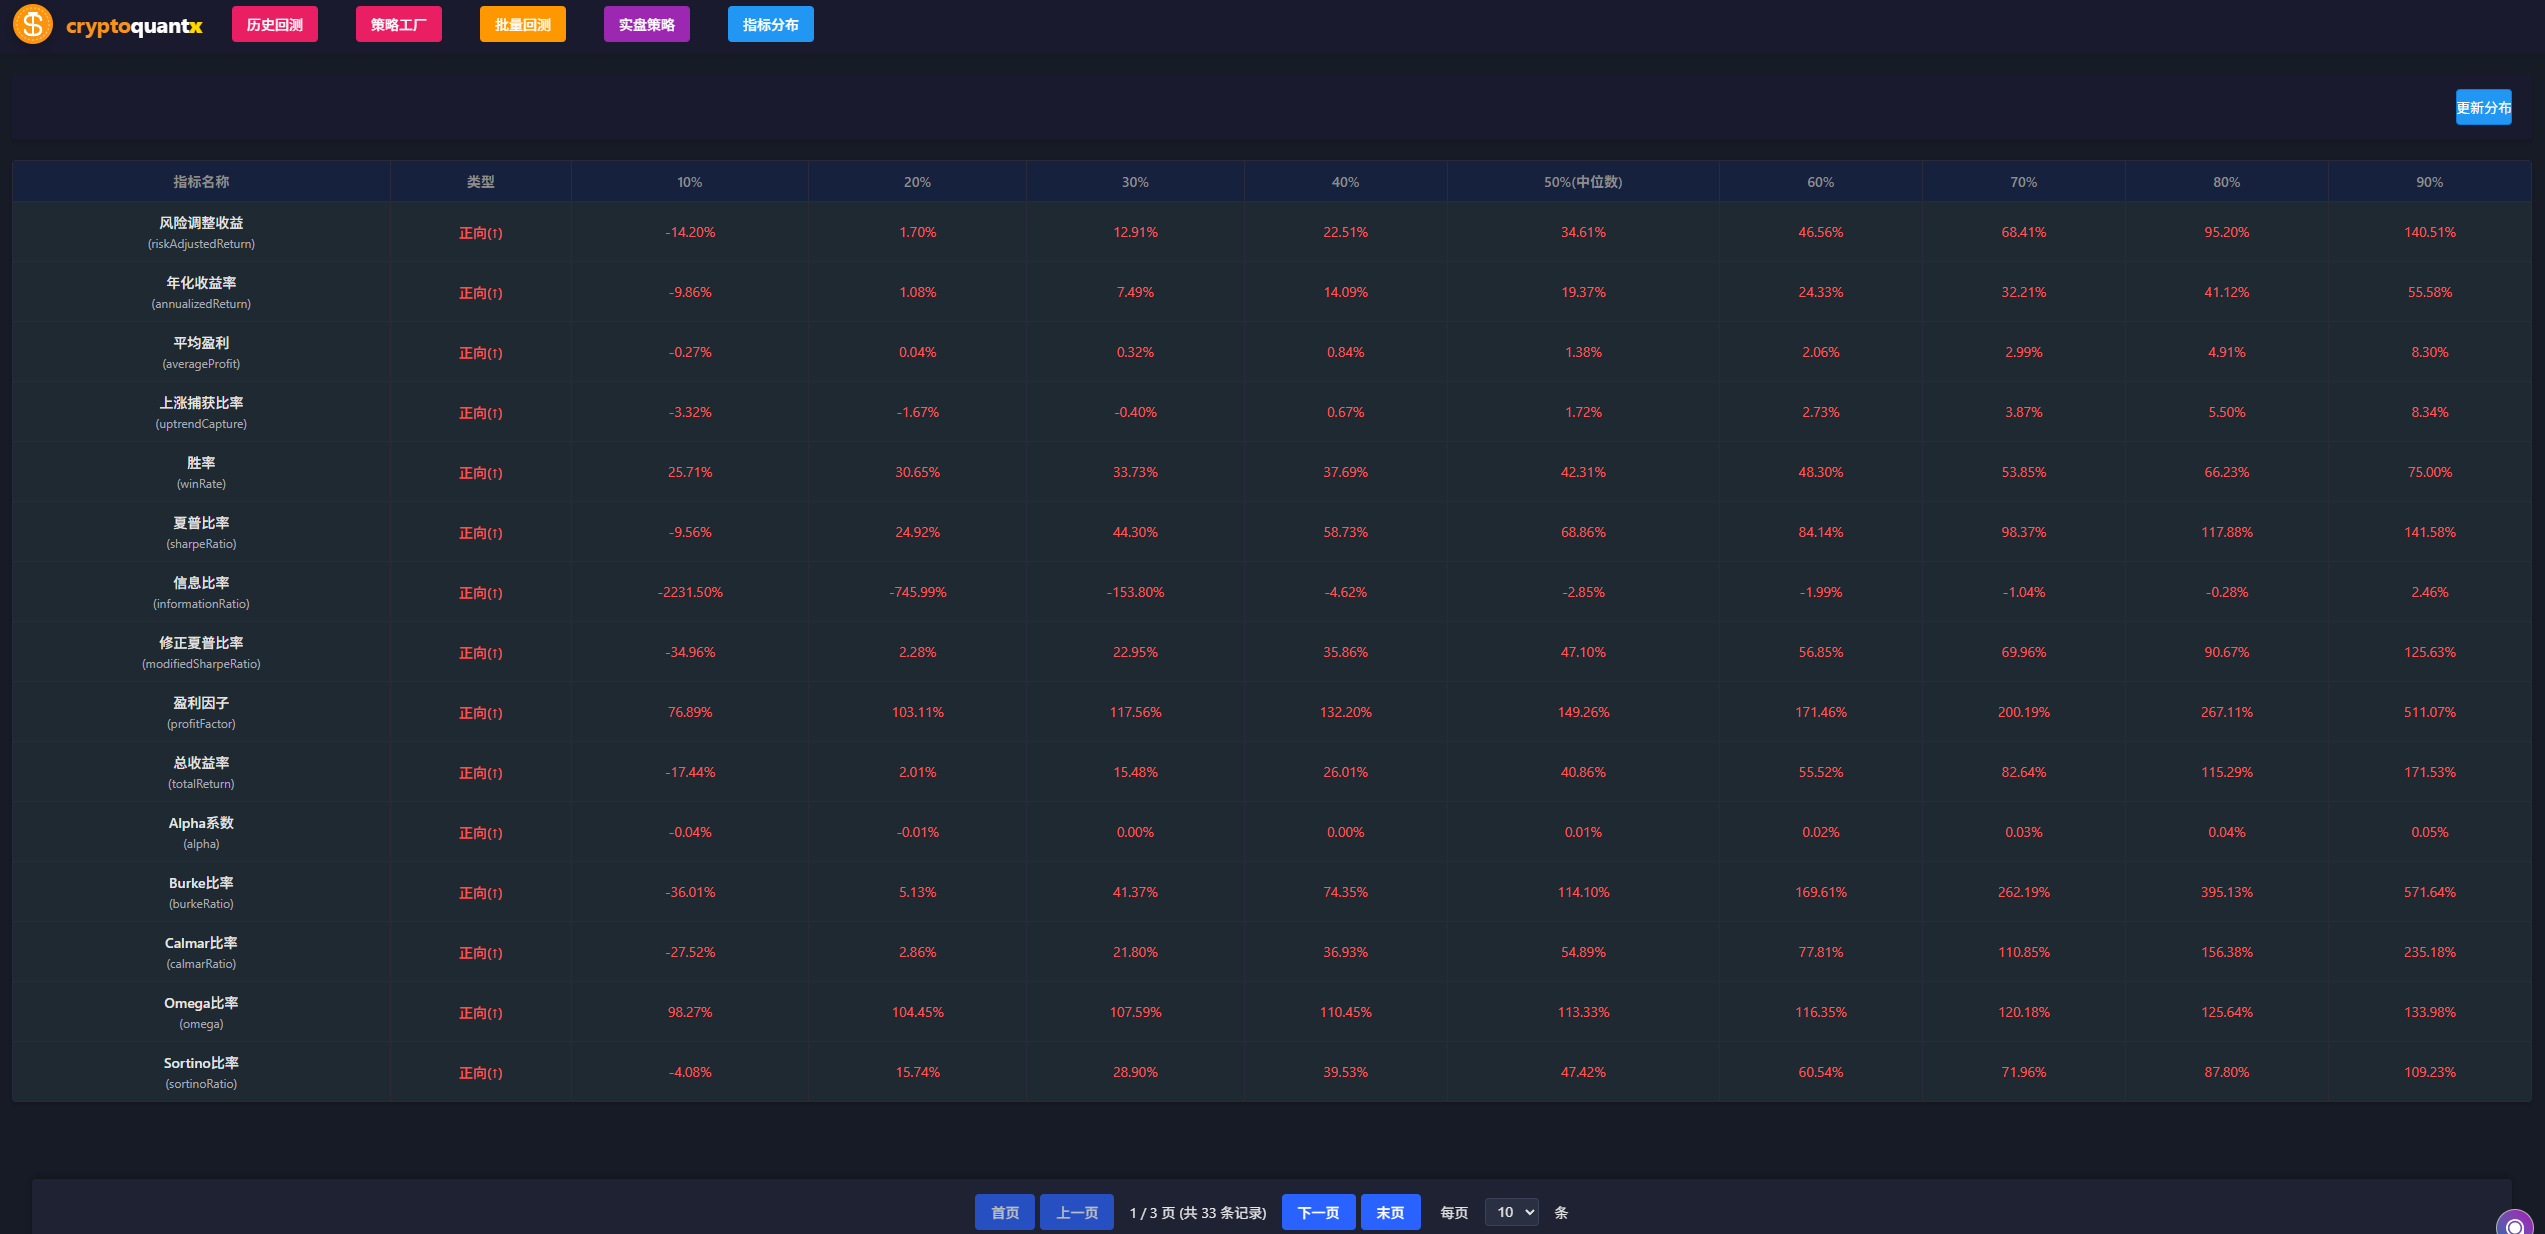 cryptoquantx 历史回测 策略工厂 批量回测 实盘策略 指标分布
更新分布
指标名称 类型 10% 20% 30% 40% 50%(中位数) 60% 70% 80% 90%
风险调整收益
(riskAdjustedReturn)
正向(↑) -14.20% 1.70% 12.91% 22.51% 34.61% 46.56% 68.41% 95.20% 140.51%
年化收益率
(annualizedReturn)
正向(↑) -9.86% 1.08% 7.49% 14.09% 19.37% 24.33% 32.21% 41.12% 55.58%
平均盈利
(averageProfit)
正向(↑) -0.27% 0.04% 0.32% 0.84% 1.38% 2.06% 2.99% 4.91% 8.30%
上涨捕获比率
(uptrendCapture)
正向(↑) -3.32% -1.67% -0.40% 0.67% 1.72% 2.73% 3.87% 5.50% 8.34%
胜率
(winRate)
正向(↑) 25.71% 30.65% 33.73% 37.69% 42.31% 48.30% 53.85% 66.23% 75.00%
夏普比率
(sharpeRatio)
正向(↑) -9.56% 24.92% 44.30% 58.73% 68.86% 84.14% 98.37% 117.88% 141.58%
信息比率
(informationRatio)
正向(↑) -2231.50% -745.99% -153.80% -4.62% -2.85% -1.99% -1.04% -0.28% 2.46%
修正夏普比率
(modifiedSharpeRatio)
正向(↑) -34.96% 2.28% 22.95% 35.86% 47.10% 56.85% 69.96% 90.67% 125.63%
盈利因子
(profitFactor)
正向(↑) 76.89% 103.11% 117.56% 132.20% 149.26% 171.46% 200.19% 267.11% 511.07%
总收益率
(totalReturn)
正向(↑) -17.44% 2.01% 15.48% 26.01% 40.86% 55.52% 82.64% 115.29% 171.53%
Alpha系数
(alpha)
正向(↑) -0.04% -0.01% 0.00% 0.00% 0.01% 0.02% 0.03% 0.04% 0.05%
Burke比率
(burkeRatio)
正向(↑) -36.01% 5.13% 41.37% 74.35% 114.10% 169.61% 262.19% 395.13% 571.64%
Calmar比率
(calmarRatio)
正向(↑) -27.52% 2.86% 21.80% 36.93% 54.89% 77.81% 110.85% 156.38% 235.18%
Omega比率
(omega)
正向(↑) 98.27% 104.45% 107.59% 110.45% 113.33% 116.35% 120.18% 125.64% 133.98%
Sortino比率
(sortinoRatio)
正向(↑) -4.08% 15.74% 28.90% 39.53% 47.42% 60.54% 71.96% 87.80% 109.23%
首页 上一页 1 / 3 页 (共 33 条记录) 下一页 末页 每页 10 条